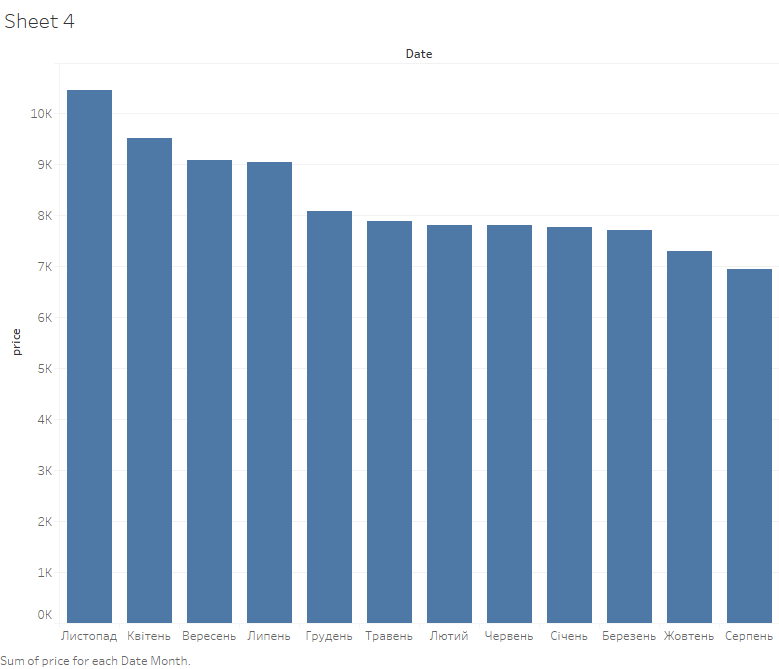 Sheet 4
Date
10K
9K
8K
7K
6K
5K
4K
3K
2K
1K
0K
price
Листопад Квітень Вересень Липень Грудень Травень Лютий Червень Січень Березень Жовтень Серпень
Sum of price for each Date Month.